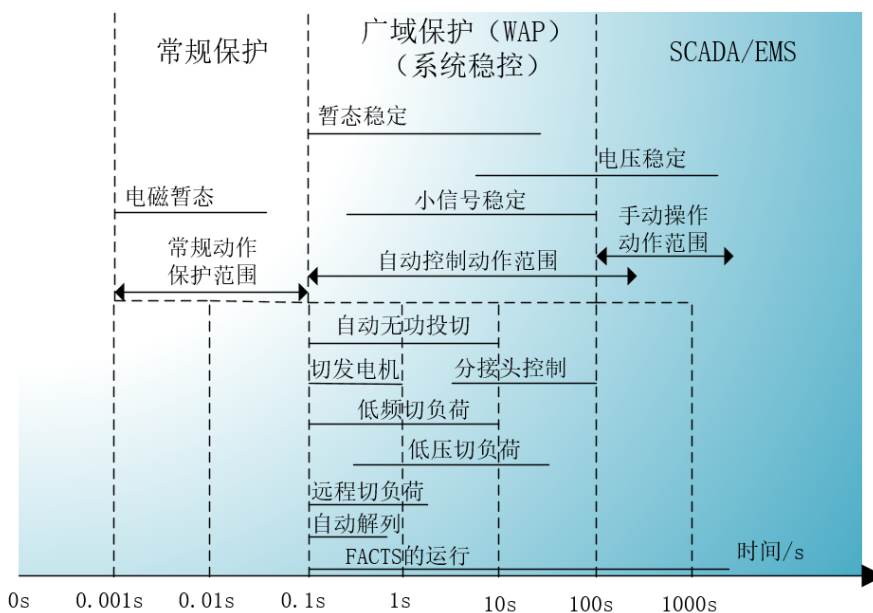 常规保护
广域保护（WAP）
（系统稳控）
SCADA/EMS
暂态稳定
电压稳定
电磁暂态
小信号稳定
手动操作
动作范围
常规动作
保护范围
自动控制动作范围
自动无功投切
切发电机
分接头控制
低频切负荷
低压切负荷
远程切负荷
自动解列
FACTS的运行
时间/s
0s
0.001s
0.01s
0.1s
1s
10s
100s
1000s